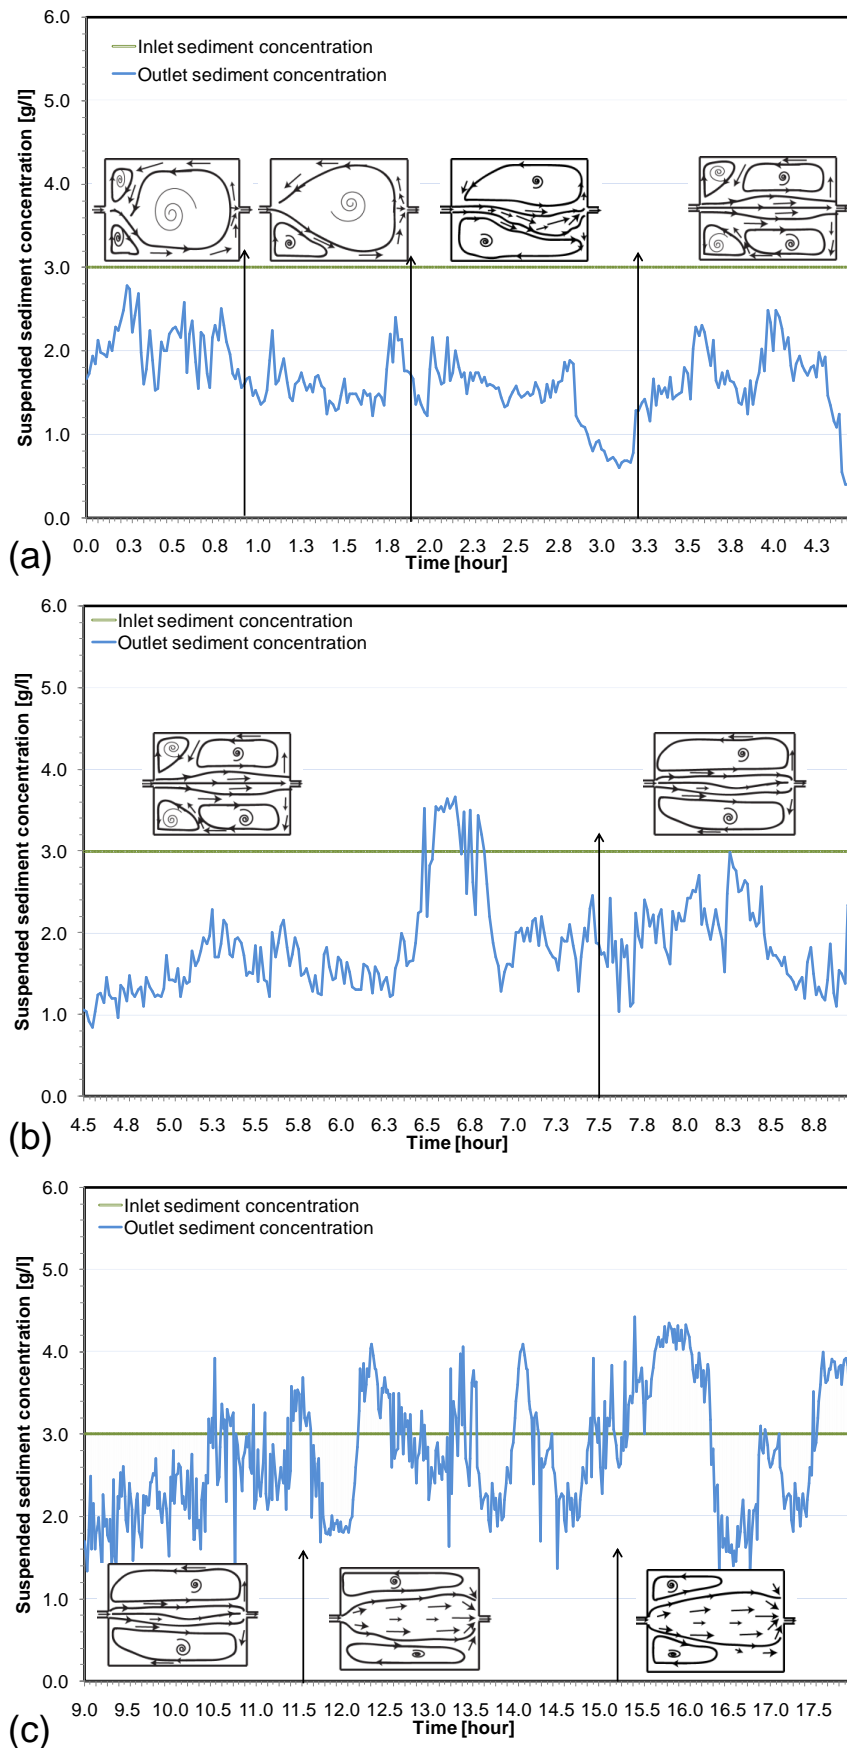 6.0
Inlet sediment concentration
Outlet sediment concentration
5.0
4.0
3.0
2.0
1.0
0.0
Suspended sediment concentration [g/l]
0.0 0.3 0.5 0.8 1.0 1.3 1.5 1.8 2.0 2.5 2.8 3.0 3.3 3.5 3.8 4.0 4.3
Time [hour]
(a)
6.0
Inlet sediment concentration
Outlet sediment concentration
5.0
4.0
3.0
2.0
1.0
0.0
Suspended sediment concentration [g/l]
4.5 4.8 5.0 5.3 5.5 5.8 6.0 6.3 6.5 6.8 7.0 7.3 7.5 7.8 8.0 8.3 8.5 8.8
Time [hour]
(b)
6.0
Inlet sediment concentration
Outlet sediment concentration
5.0
4.0
3.0
2.0
1.0
0.0
Suspended sediment concentration [g/l]
9.0 9.5 10.0 10.5 11.0 11.5 12.0 12.5 13.0 13.5 14.0 14.5 15.0 15.5 16.0 16.5 17.0 17.5
Time [hour]
(c)